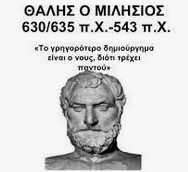 ΘΑΛΗΣ Ο ΜΙΛΗΣΙΟΣ
630/635 π.Χ.-543 π.Χ.
«Το γρηγορότερο δημιούργημα
είναι ο νους, διότι τρέχει
παντού»